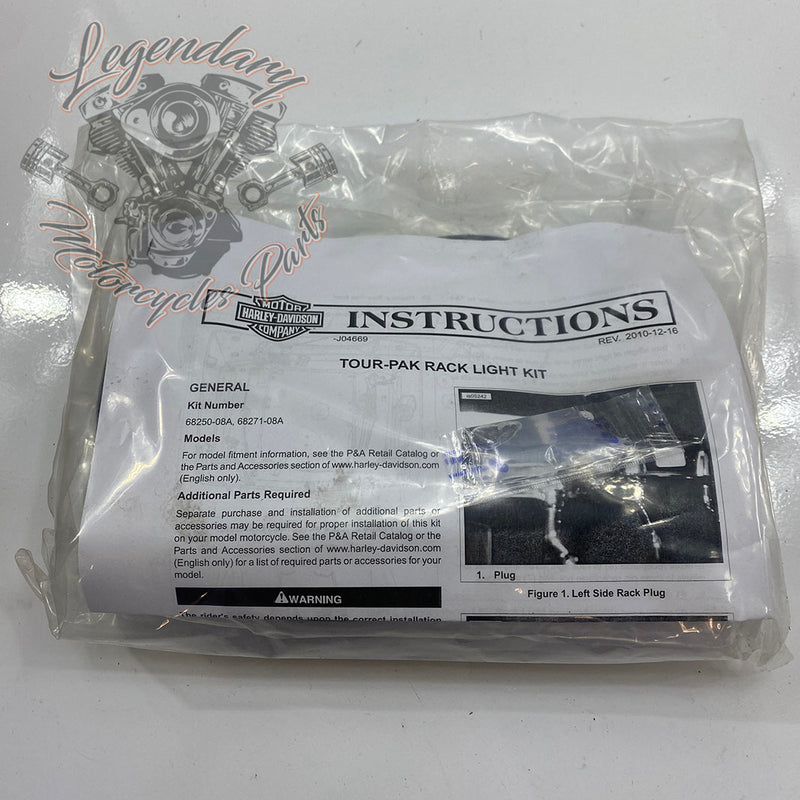 Legendary
Motorcycles Parts
MOTOR
HARLEY-DAVIDSON
COMPANY
INSTRUCTIONS
-J04669
REV. 2010-12-16
TOUR-PAK RACK LIGHT KIT
GENERAL
Kit Number
68250-08A, 68271-08A
Models
For model fitment information, see the P&A Retail Catalog or
the Parts and Accessories section of www.harley-davidson.com
(English only).
Additional Parts Required
Separate purchase and installation of additional parts or
accessories may be required for proper installation of this kit
on your model motorcycle. See the P&A Retail Catalog or the
Parts and Accessories section of www.harley-davidson.com
(English only) for a list of required parts or accessories for your
model.
WARNING
The rider's safety depends upon the correct installation
is05242
1. Plug
Figure 1. Left Side Rack Plug